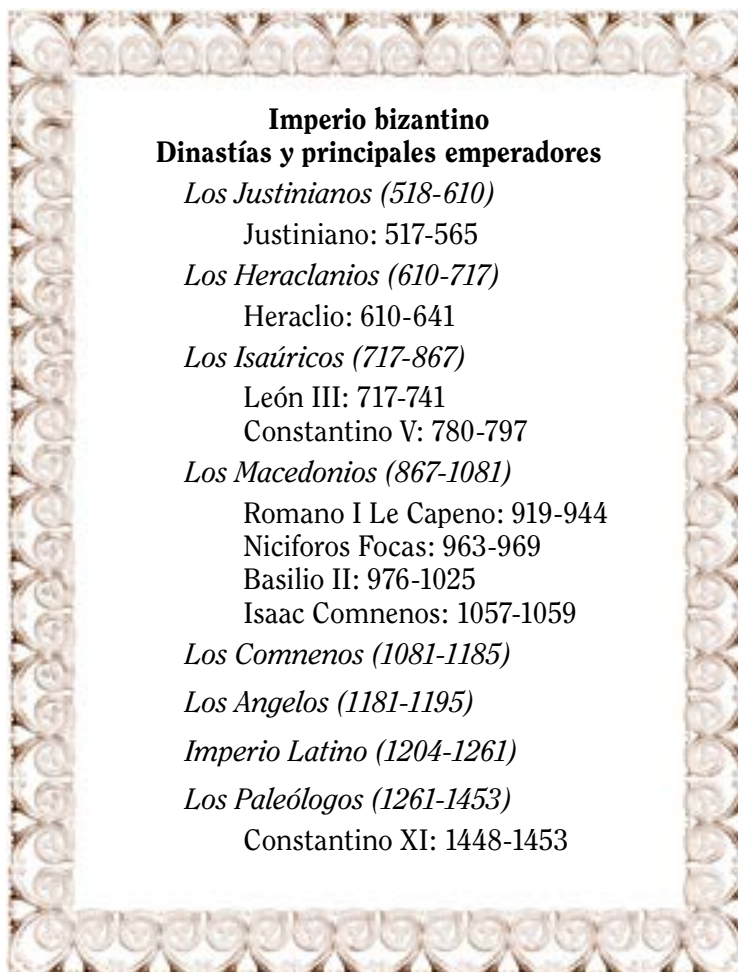 Imperio bizantino
Dinastías y principales emperadores
Los Justinianos (518-610)
Justiniano: 517-565
Los Heraclanios (610-717)
Heraclio: 610-641
Los Isaúricos (717-867)
León III: 717-741
Constantino V: 780-797
Los Macedonios (867-1081)
Romano I Le Capeno: 919-944
Niciforos Focas: 963-969
Basilio II: 976-1025
Isaac Comnenos: 1057-1059
Los Comnenos (1081-1185)
Los Angelos (1181-1195)
Imperio Latino (1204-1261)
Los Paleólogos (1261-1453)
Constantino XI: 1448-1453